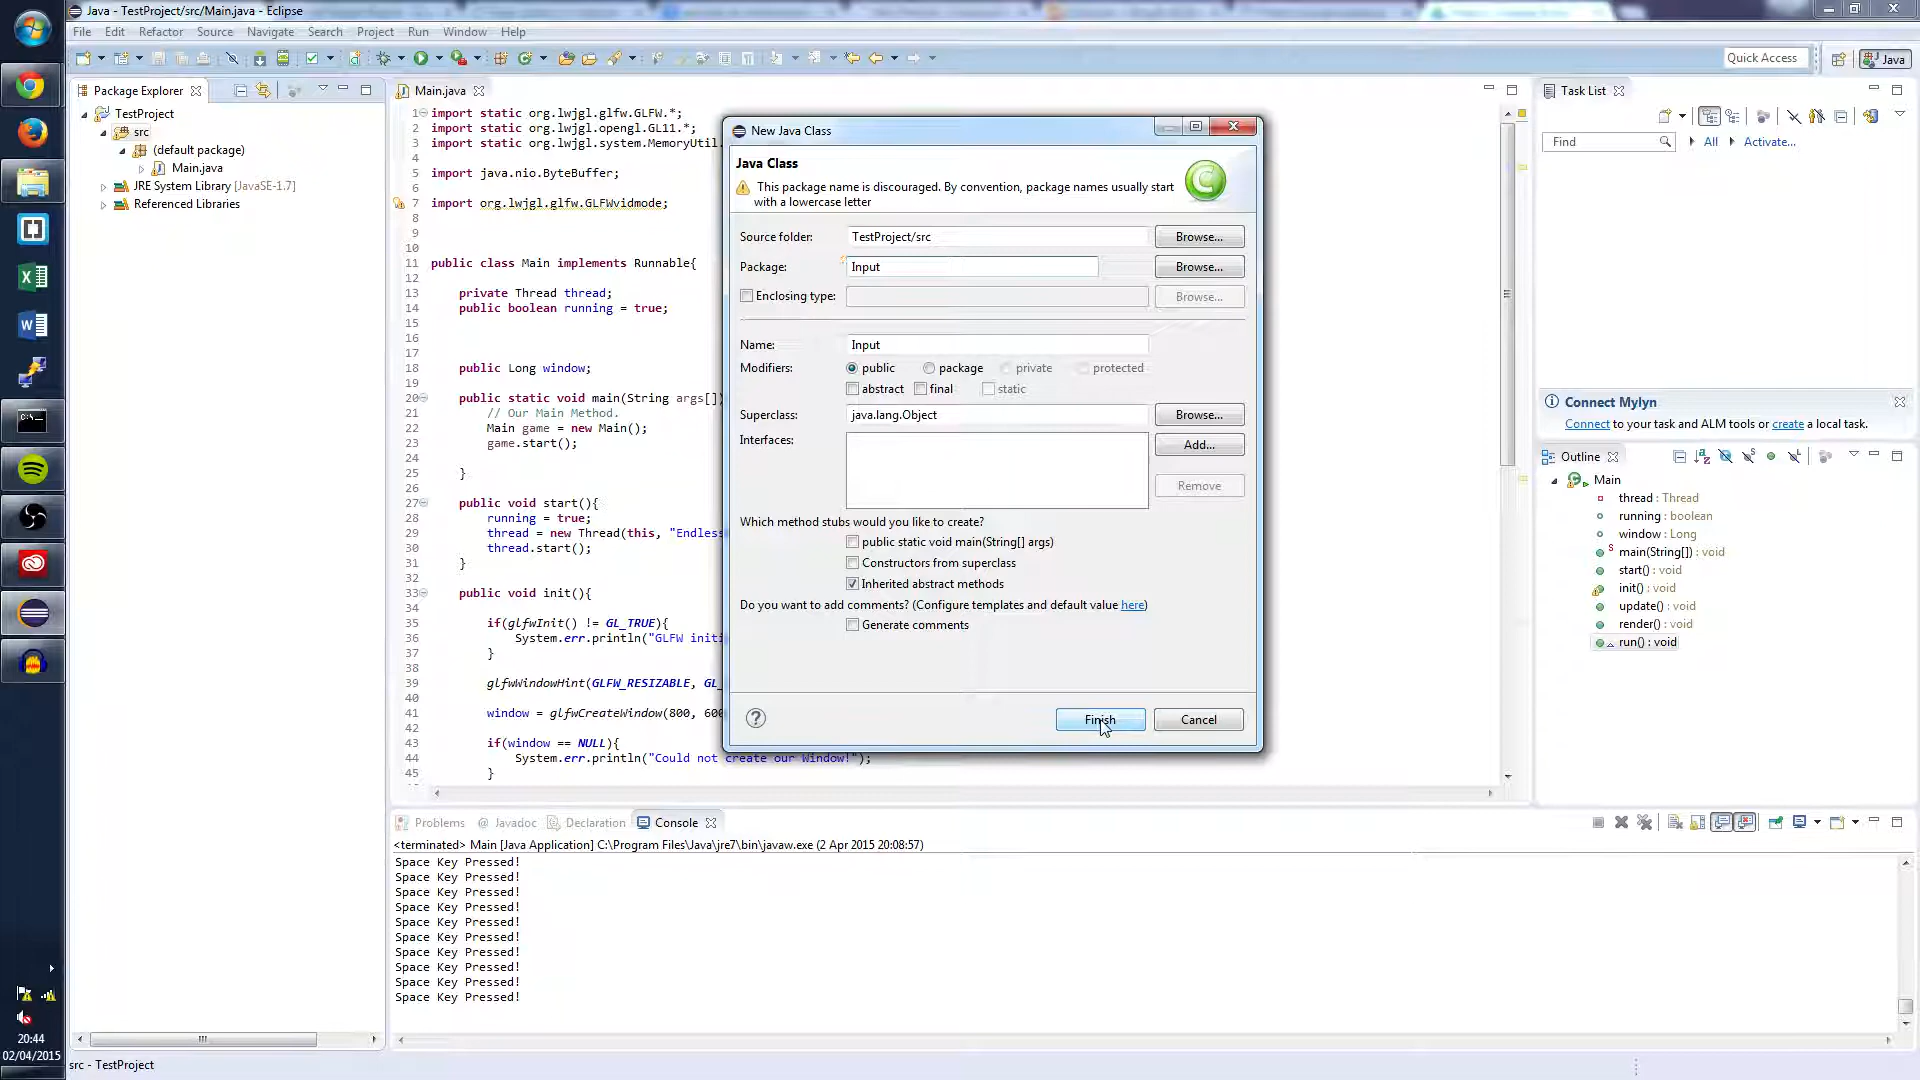 Java - TestProject/src/Main.java - Eclipse
File Edit Refactor Source Navigate Search Project Run Window Help
Quick Access
Java
Package Explorer
TestProject
src
(default package)
Main.java
JRE System Library [JavaSE-1.7]
Referenced Libraries
Main.java
1 import static org.lwjgl.glfw.GLFW.*;
2 import static org.lwjgl.opengl.GL11.*;
3 import static org.lwjgl.system.MemoryUtil.
4
5 import java.nio.ByteBuffer;
6
7 import org.lwjgl.glfw.GLFWvidmode;
8
9
10
11 public class Main implements Runnable{
12
13 private Thread thread;
14 public boolean running = true;
15
16
17
18 public Long window;
19
20 public static void main(String args[])
21 // Our Main Method.
22 Main game = new Main();
23 game.start();
24
25 }
26
27 public void start(){
28 running = true;
29 thread = new Thread(this, "Endles
30 thread.start();
31 }
32
33 public void init(){
34
35 if(glfwInit() != GL_TRUE){
36 System.err.println("GLFW initi
37 }
38
39 glfwWindowHint(GLFW_RESIZABLE, GL_
40
41 window = glfwCreateWindow(800, 600
42
43 if(window == NULL){
44 System.err.println("Could not create our Window!");
45 }
New Java Class
Java Class
This package name is discouraged. By convention, package names usually start
with a lowercase letter
Source folder: TestProject/src Browse...
Package: Input Browse...
Enclosing type: Browse...
Name: Input
Modifiers: public package private protected
abstract final static
Superclass: java.lang.Object Browse...
Interfaces: Add...
Remove
Which method stubs would you like to create?
public static void main(String[] args)
Constructors from superclass
Inherited abstract methods
Do you want to add comments? (Configure templates and default value here)
Generate comments
? Finish Cancel
Task List
Find All Activate...
Connect Mylyn
Connect to your task and ALM tools or create a local task.
Outline
Main
thread : Thread
running : boolean
window : Long
main(String[]) : void
start() : void
init() : void
update() : void
render() : void
run() : void
Problems @ Javadoc Declaration Console
<terminated> Main [Java Application] C:\Program Files\Java\jre7\bin\javaw.exe (2 Apr 2015 20:08:57)
Space Key Pressed!
Space Key Pressed!
Space Key Pressed!
Space Key Pressed!
Space Key Pressed!
Space Key Pressed!
Space Key Pressed!
Space Key Pressed!
Space Key Pressed!
Space Key Pressed!
20:44
02/04/2015
src - TestProject